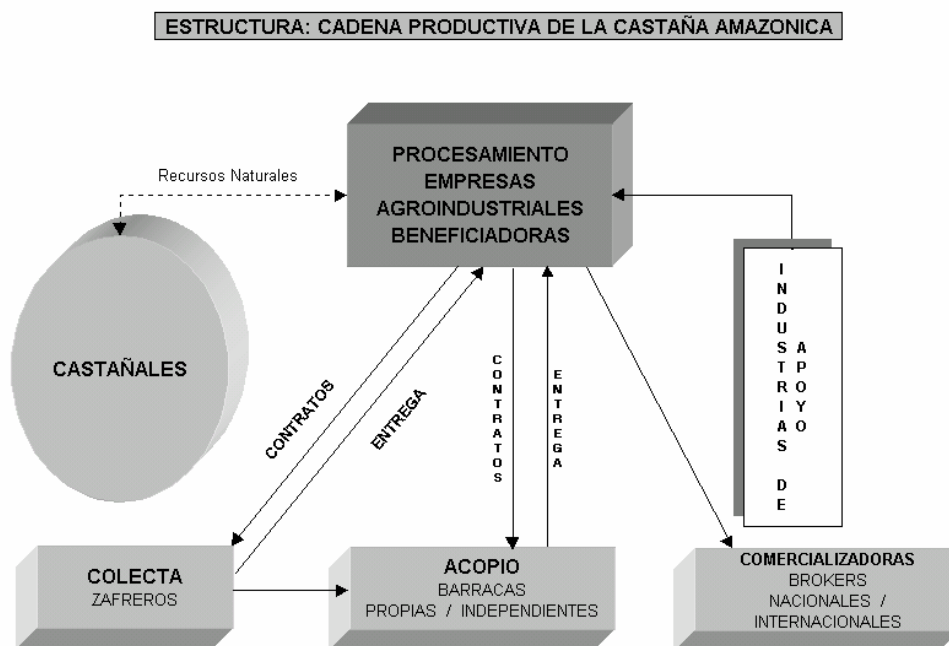 ESTRUCTURA: CADENA PRODUCTIVA DE LA CASTAÑA AMAZONICA
PROCESAMIENTO
EMPRESAS
AGROINDUSTRIALES
BENEFICIADORAS
Recursos Naturales
CASTAÑALES
CONTRATOS
ENTREGA
CONTRATOS
ENTREGA
INDUSTRIAS DE
APOYO
COLECTA
ZAFREROS
ACOPIO
BARRACAS
PROPIAS / INDEPENDIENTES
COMERCIALIZADORAS
BROKERS
NACIONALES /
INTERNACIONALES